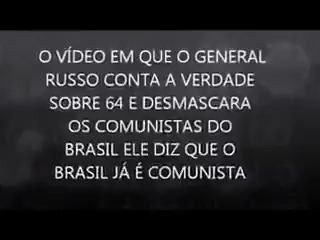 O VÍDEO EM QUE O GENERAL
RUSSO CONTA A VERDADE
SOBRE 64 E DESMASCARA
OS COMUNISTAS DO
BRASIL ELE DIZ QUE O
BRASIL JÁ É COMUNISTA